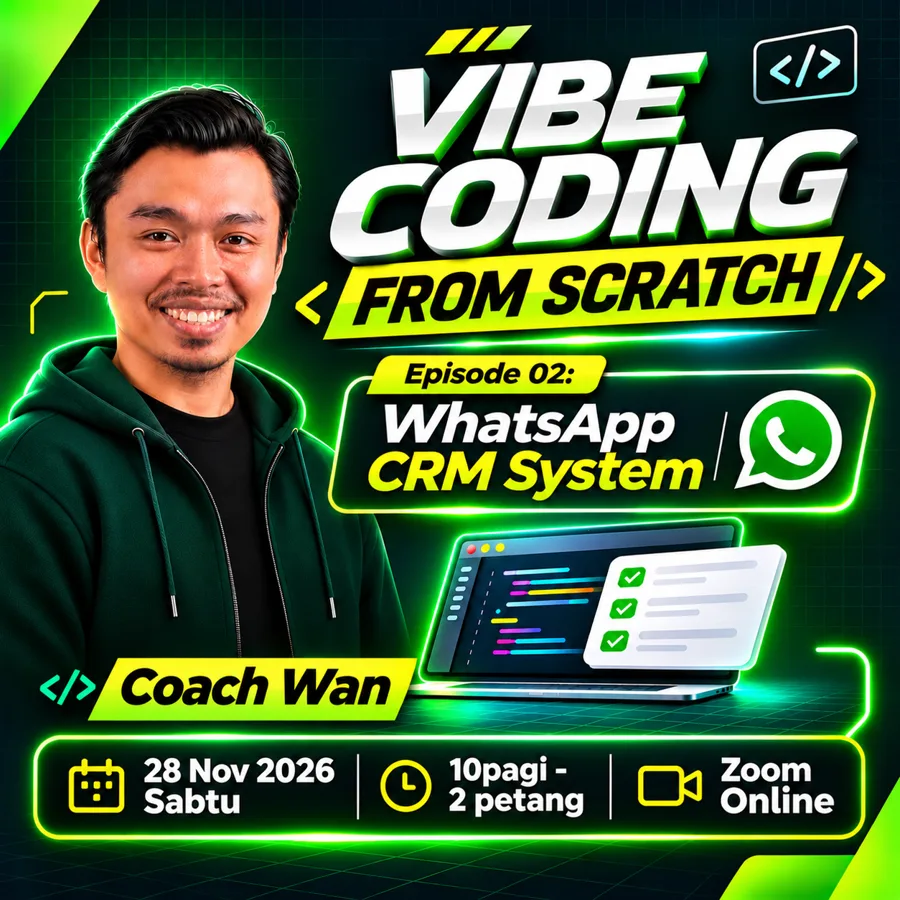 </>
VIBE
CODING
< FROM SCRATCH />
Episode 02:
WhatsApp
CRM System
</> Coach Wan
28 Nov 2026
Sabtu
10pagi -
2 petang
Zoom
Online